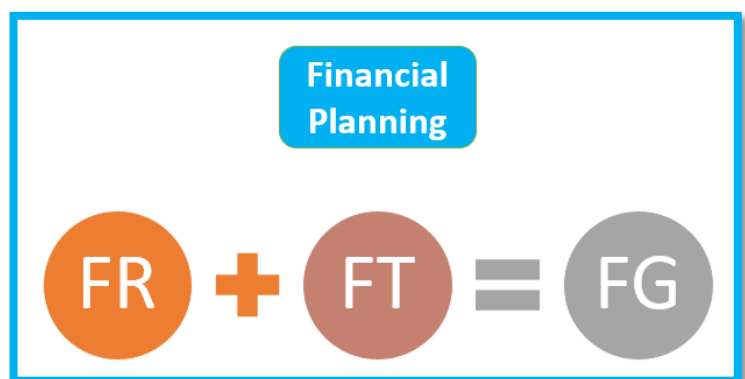 Financial
Planning
FR + FT = FG